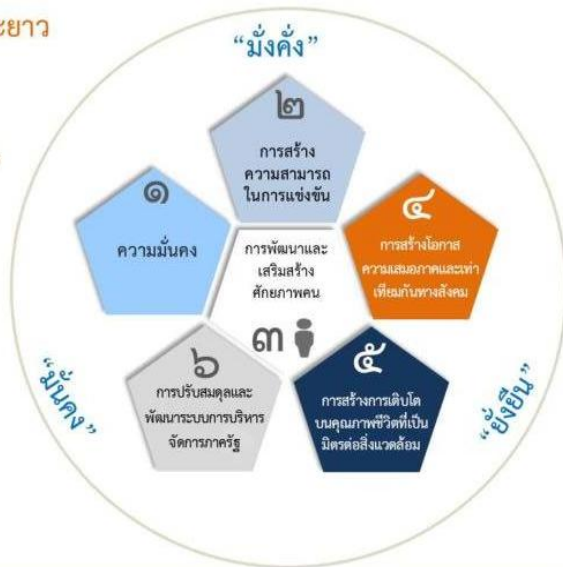 ะยาว
“มั่งคั่ง”
๒
การสร้าง
ความสามารถ
ในการแข่งขัน
๑
ความมั่นคง
๔
การสร้างโอกาส
ความเสมอภาคและเท่า
เทียมกันทางสังคม
การพัฒนาและ
เสริมสร้าง
ศักยภาพคน
๓
๖
การปรับสมดุลและ
พัฒนาระบบการบริหาร
จัดการภาครัฐ
๕
การสร้างการเติบโต
บนคุณภาพชีวิตที่เป็น
มิตรต่อสิ่งแวดล้อม
“มั่นคง”
“ยั่งยืน”